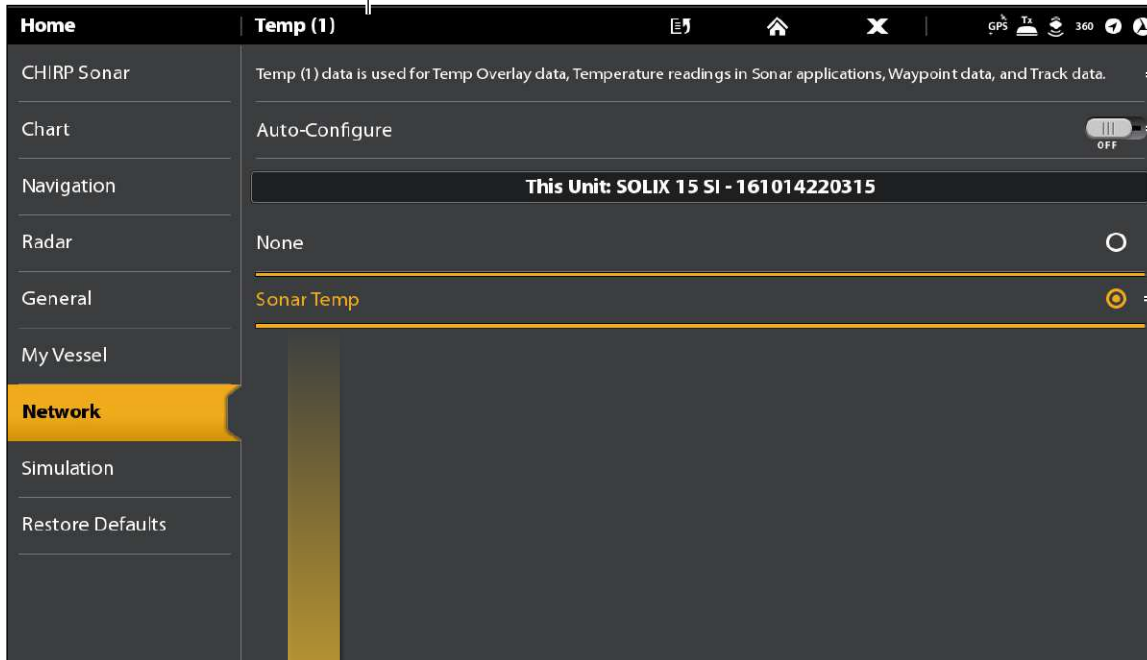 Home
Temp (1)
GPS Tx 360
CHIRP Sonar
Temp (1) data is used for Temp Overlay data, Temperature readings in Sonar applications, Waypoint data, and Track data.
Chart
Auto-Configure
OFF
Navigation
This Unit: SOLIX 15 SI - 161014220315
Radar
None
General
Sonar Temp
My Vessel
Network
Simulation
Restore Defaults